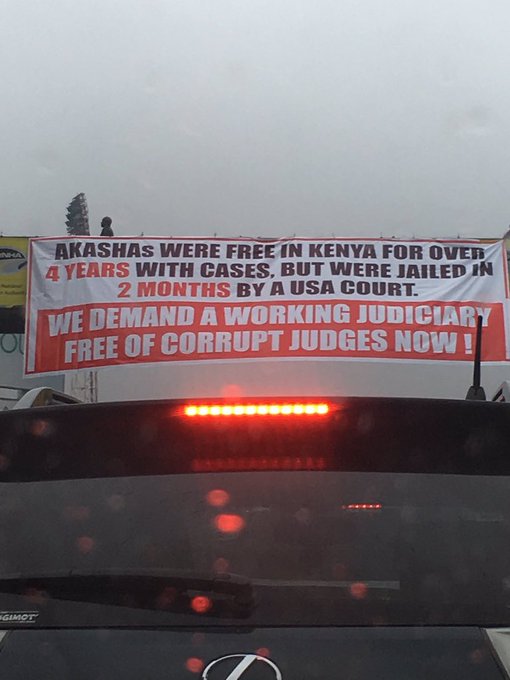 AKASHAs WERE FREE IN KENYA FOR OVER
4 YEARS WITH CASES, BUT WERE JAILED IN
2 MONTHS BY A USA COURT.
WE DEMAND A WORKING JUDICIARY
FREE OF CORRUPT JUDGES NOW !